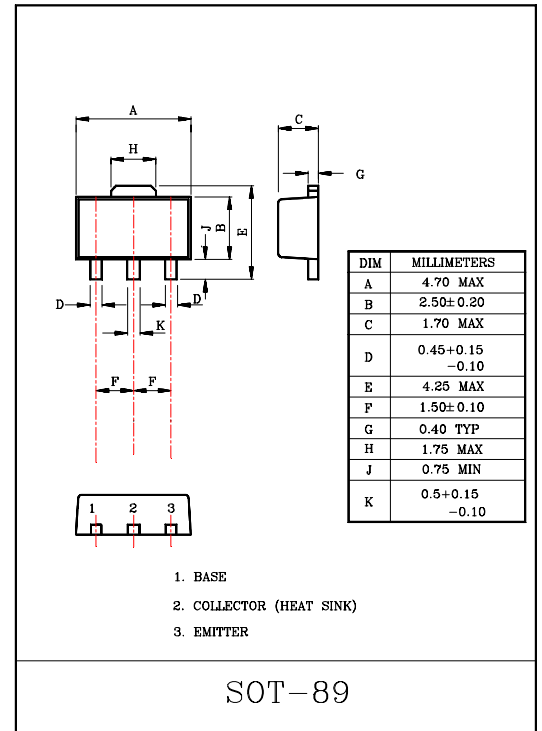 A
H
C
G
J
B
E
D
D
K
F
F
DIM MILLIMETERS
A 4.70 MAX
B 2.50±0.20
C 1.70 MAX
D 0.45+0.15
−0.10
E 4.25 MAX
F 1.50±0.10
G 0.40 TYP
H 1.75 MAX
J 0.75 MIN
K 0.5+0.15
−0.10
1 2 3
1. BASE
2. COLLECTOR (HEAT SINK)
3. EMITTER
SOT−89